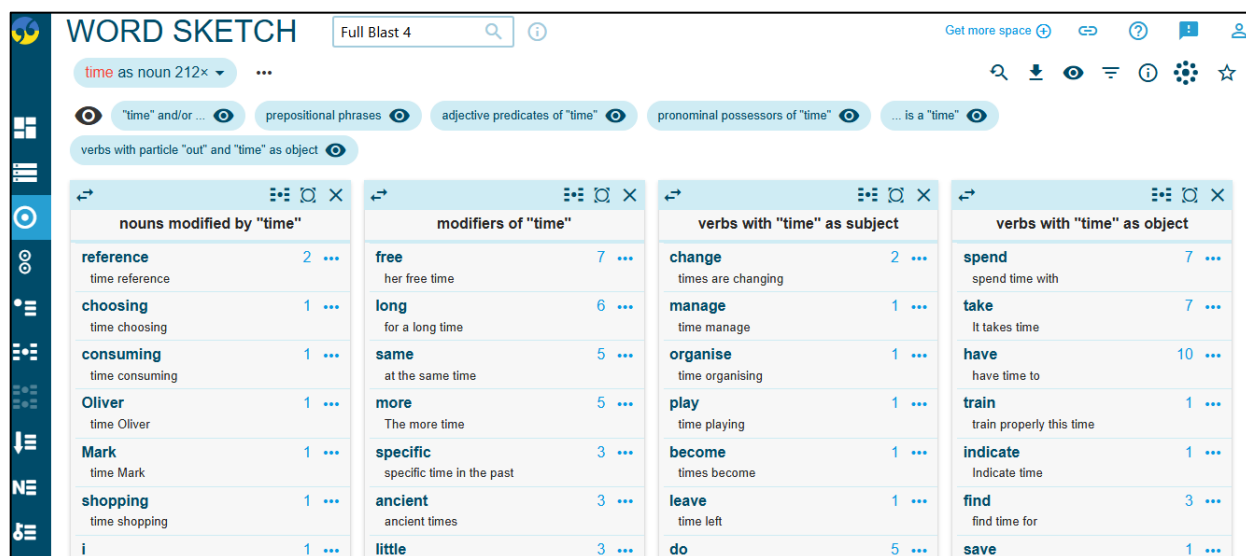 WORD SKETCH
Full Blast 4
Get more space
time as noun 212×
"time" and/or ...
prepositional phrases
adjective predicates of "time"
pronominal possessors of "time"
... is a "time"
verbs with particle "out" and "time" as object
nouns modified by "time"
reference 2
time reference
choosing 1
time choosing
consuming 1
time consuming
Oliver 1
time Oliver
Mark 1
time Mark
shopping 1
time shopping
i 1
modifiers of "time"
free 7
her free time
long 6
for a long time
same 5
at the same time
more 5
The more time
specific 3
specific time in the past
ancient 3
ancient times
little 3
verbs with "time" as subject
change 2
times are changing
manage 1
time manage
organise 1
time organising
play 1
time playing
become 1
times become
leave 1
time left
do 5
verbs with "time" as object
spend 7
spend time with
take 7
It takes time
have 10
have time to
train 1
train properly this time
indicate 1
Indicate time
find 3
find time for
save 1